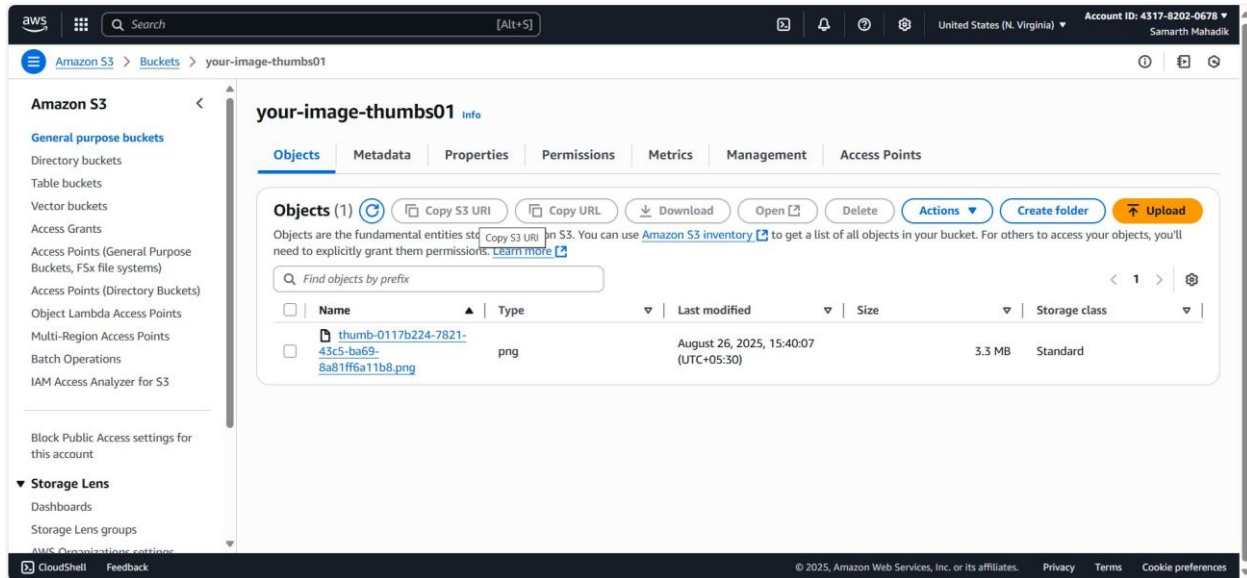 aws
Search [Alt+S]
United States (N. Virginia) ▼
Account ID: 4317-8202-0678 ▼
Samarth Mahadik
Amazon S3 > Buckets > your-image-thumbs01
Amazon S3
General purpose buckets
Directory buckets
Table buckets
Vector buckets
Access Grants
Access Points (General Purpose
Buckets, FSx file systems)
Access Points (Directory Buckets)
Object Lambda Access Points
Multi-Region Access Points
Batch Operations
IAM Access Analyzer for S3
Block Public Access settings for
this account
▼ Storage Lens
Dashboards
Storage Lens groups
AWS Organizations settings
your-image-thumbs01 Info
Objects Metadata Properties Permissions Metrics Management Access Points
Objects (1) Copy S3 URI Copy URL Download Open Delete Actions ▼ Create folder Upload
Objects are the fundamental entities sto Copy S3 URI on S3. You can use Amazon S3 inventory to get a list of all objects in your bucket. For others to access your objects, you'll
need to explicitly grant them permissions. Learn more
Find objects by prefix
< 1 >
Name ▲ Type Last modified Size Storage class
thumb-0117b224-7821-
43c5-ba69-
8a81ff6a11b8.png
png
August 26, 2025, 15:40:07
(UTC+05:30)
3.3 MB
Standard
CloudShell Feedback
© 2025, Amazon Web Services, Inc. or its affiliates. Privacy Terms Cookie preferences